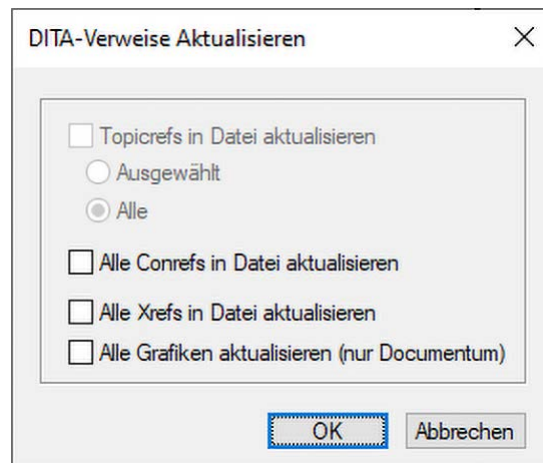 DITA-Verweise Aktualisieren
Topicrefs in Datei aktualisieren
Ausgewählt
Alle
Alle Conrefs in Datei aktualisieren
Alle Xrefs in Datei aktualisieren
Alle Grafiken aktualisieren (nur Documentum)
OK Abbrechen